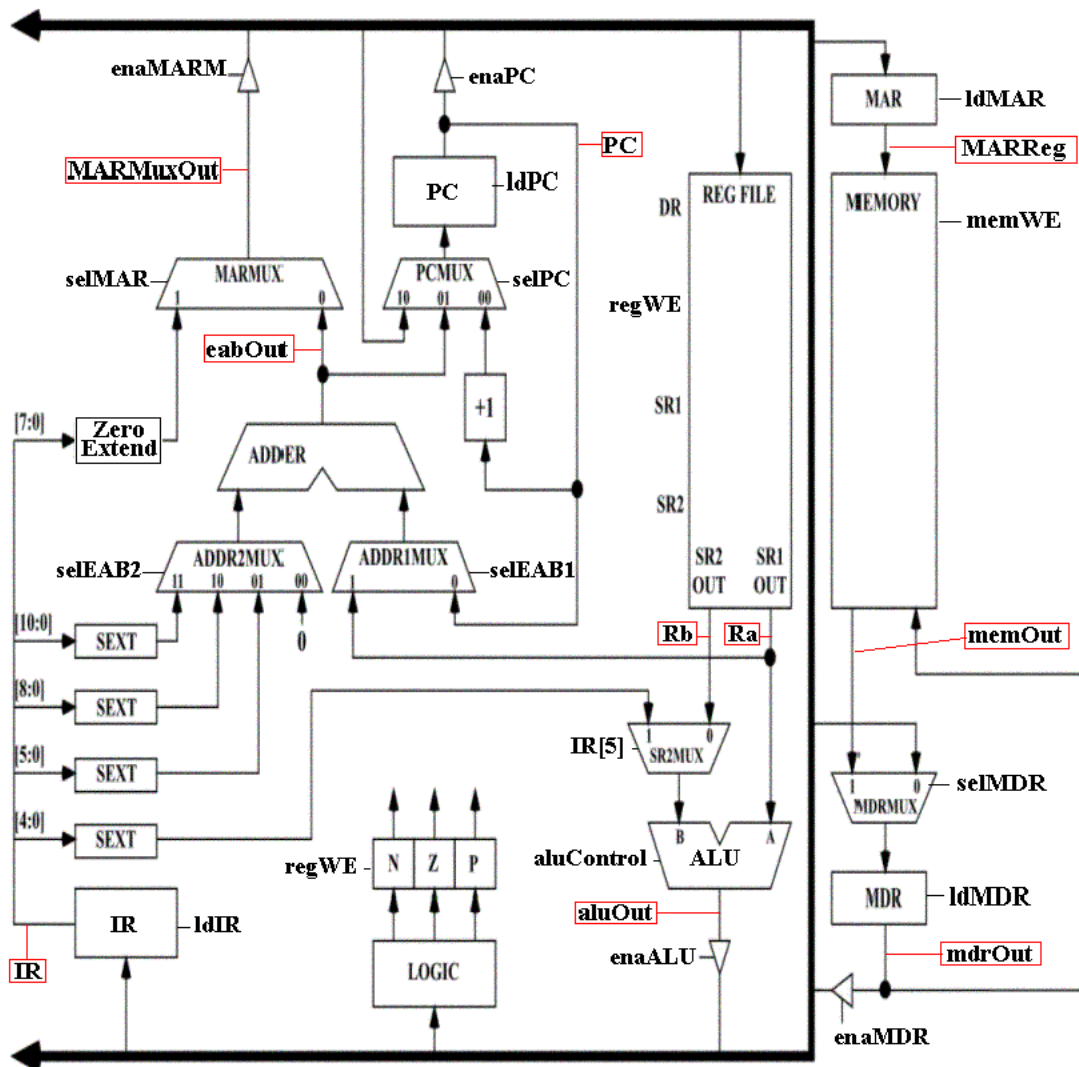 enaMARM
enaPC
MAR
ldMAR
PC
MARReg
MARMuxOut
PC
ldPC
DR
REG FILE
MEMORY
memWE
selMAR
MARMUX
1
0
PCMUX
10
01
00
selPC
regWE
eabOut
+1
SR1
[7:0]
Zero
Extend
ADDER
SR2
selEAB2
ADDR2MUX
11
10
01
00
ADDR1MUX
1
0
selEAB1
SR2
OUT
SR1
OUT
[10:0]
SEXT
0
Rb
Ra
memOut
[8:0]
SEXT
IR[5]
1
0
SR2MUX
[5:0]
SEXT
1
0
MDRMUX
selMDR
[4:0]
SEXT
regWE
N
Z
P
aluControl
B
ALU
A
MDR
ldMDR
IR
ldIR
aluOut
mdrOut
IR
LOGIC
enaALU
enaMDR